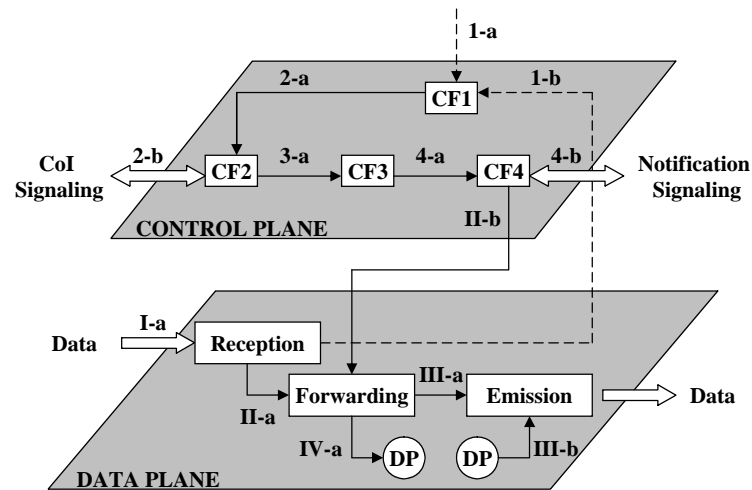 1-a
2-a
1-b
CF1
CoI
Signaling
2-b
CF2
3-a
CF3
4-a
CF4
4-b
Notification
Signaling
CONTROL PLANE
II-b
Data
I-a
Reception
II-a
Forwarding
III-a
Emission
Data
IV-a
DP
DP
III-b
DATA PLANE